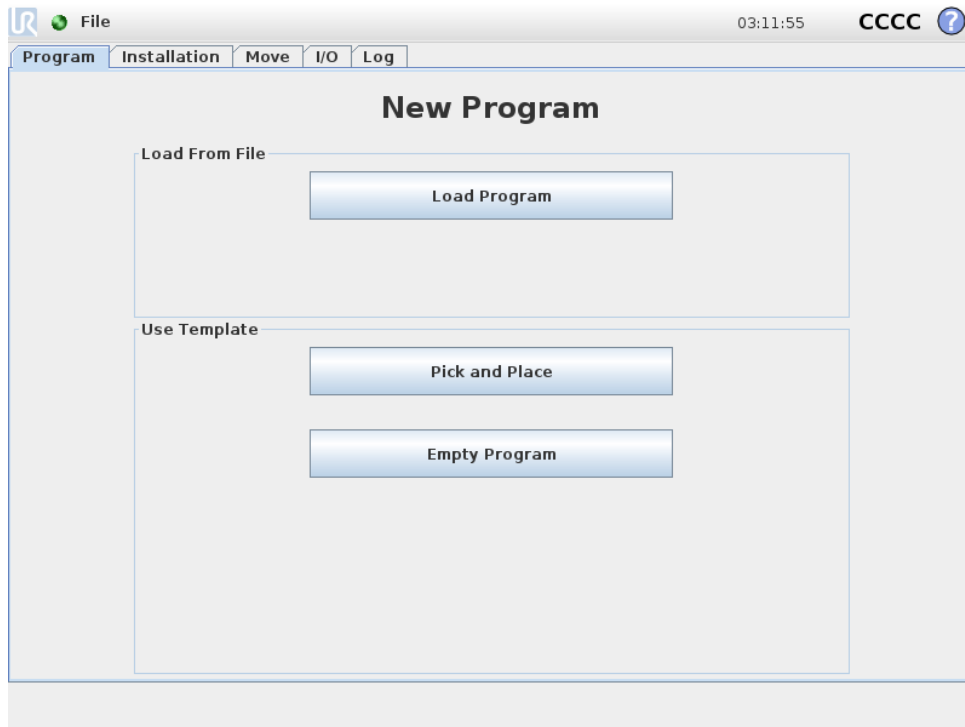 UR File 03:11:55 CCCC ?
Program Installation Move I/O Log
New Program
Load From File
Load Program
Use Template
Pick and Place
Empty Program